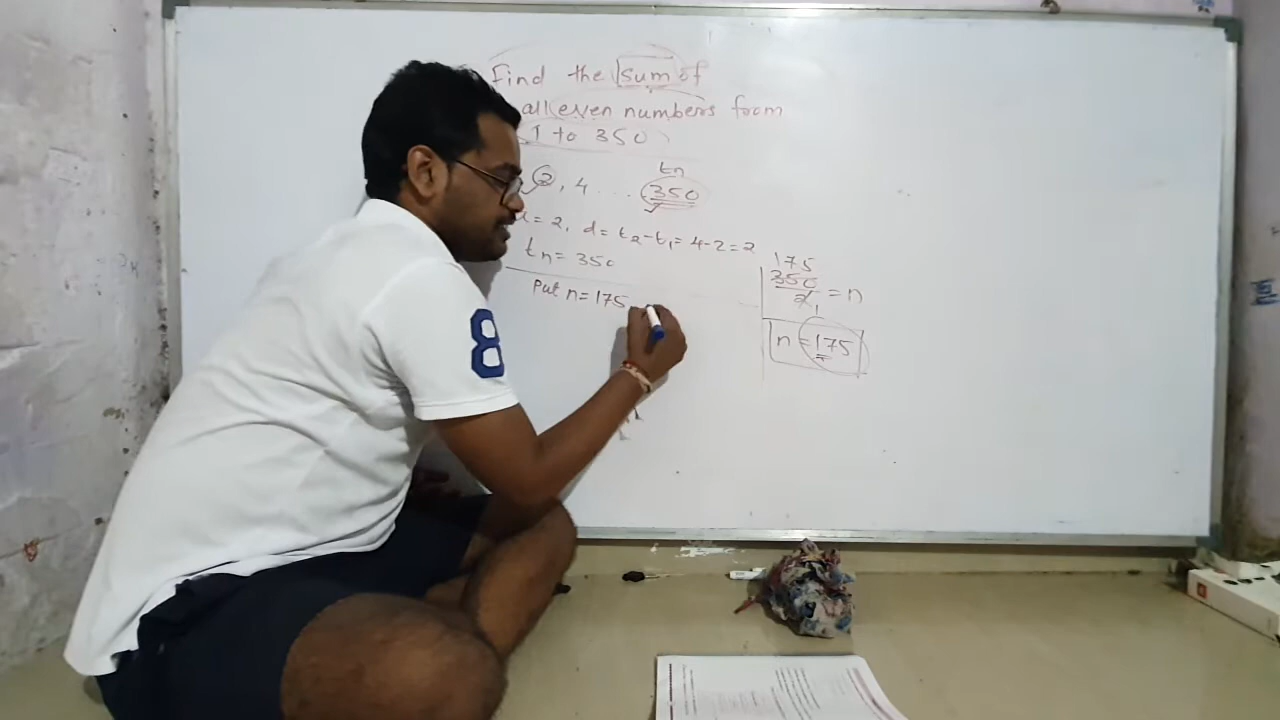 Find the sum of
all even numbers from
1 to 350
tn
2, 4 .... 350
a = 2, d = t2-t1= 4-2=2
tn = 350
Put n=175,
175
350
2 1 = n
n = 175
8